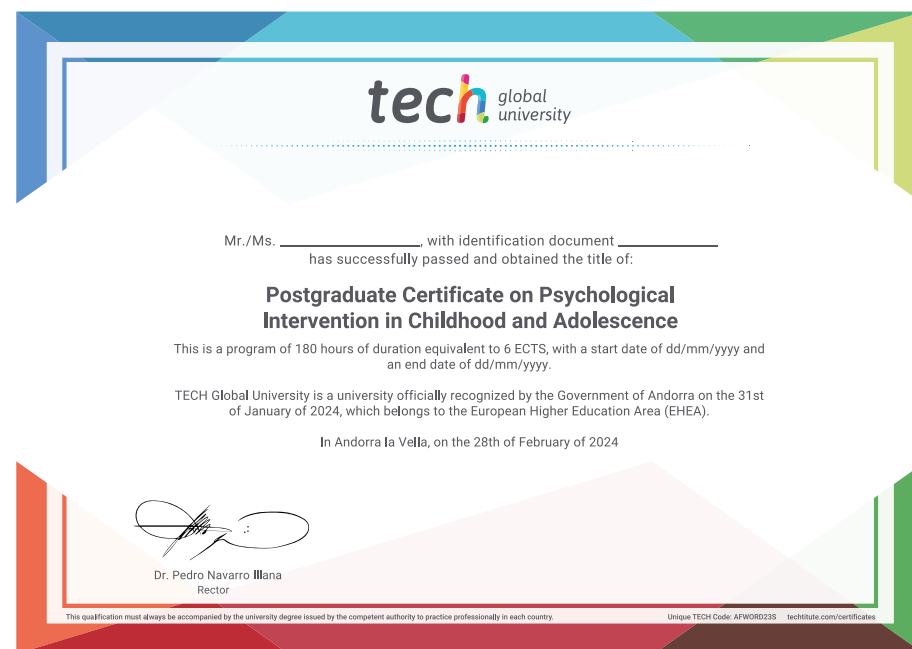 tech global university
Mr./Ms. ____________________, with identification document ______________
has successfully passed and obtained the title of:
Postgraduate Certificate on Psychological
Intervention in Childhood and Adolescence
This is a program of 180 hours of duration equivalent to 6 ECTS, with a start date of dd/mm/yyyy and
an end date of dd/mm/yyyy.
TECH Global University is a university officially recognized by the Government of Andorra on the 31st
of January of 2024, which belongs to the European Higher Education Area (EHEA).
In Andorra la Vella, on the 28th of February of 2024
Dr. Pedro Navarro Illana
Rector
This qualification must always be accompanied by the university degree issued by the competent authority to practice professionally in each country.
Unique TECH Code: AFWORD23S techtitute.com/certificates